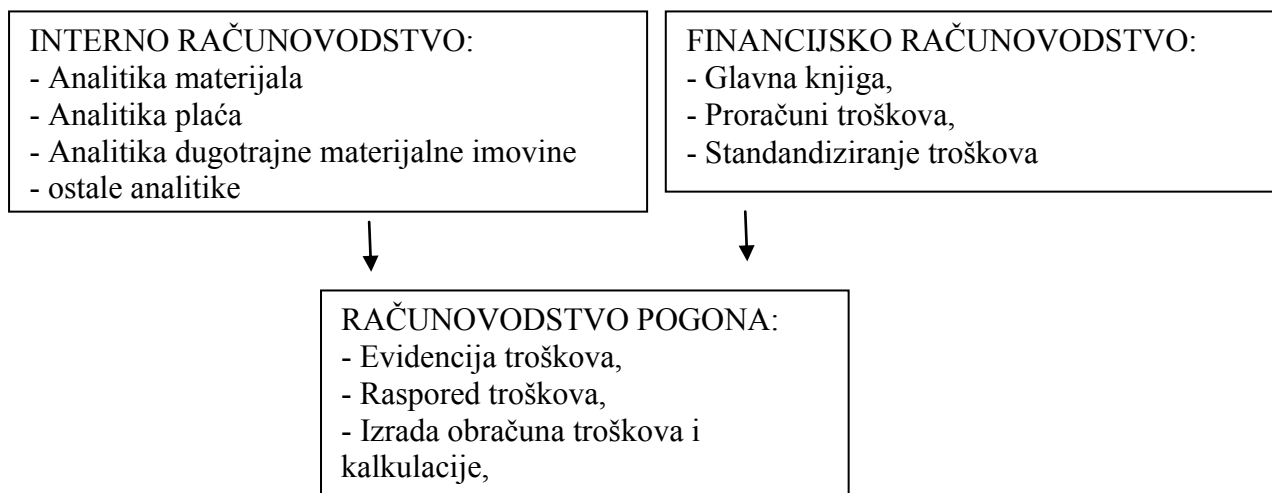 INTERNO RAČUNOVODSTVO:
- Analitika materijala
- Analitika plaća
- Analitika dugotrajne materijalne imovine
- ostale analitike
FINANCIJSKO RAČUNOVODSTVO:
- Glavna knjiga,
- Proračuni troškova,
- Standandiziranje troškova
RAČUNOVODSTVO POGONA:
- Evidencija troškova,
- Raspored troškova,
- Izrada obračuna troškova i
kalkulacije,